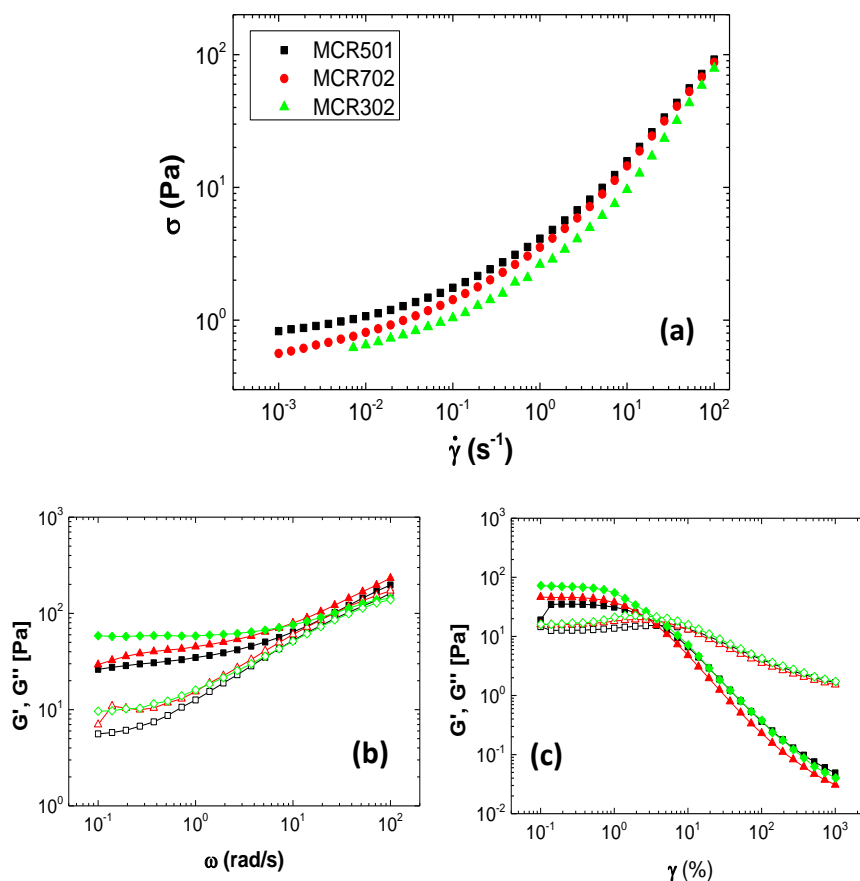 MCR501
MCR702
MCR302
10²
10¹
10⁰
σ (Pa)
(a)
10⁻³ 10⁻² 10⁻¹ 10⁰ 10¹ 10²
γ̇ (s⁻¹)
10³
10²
10¹
10⁰
G', G'' [Pa]
(b)
10⁻¹ 10⁰ 10¹ 10²
ω (rad/s)
10³
10²
10¹
10⁰
10⁻¹
10⁻²
G', G'' [Pa]
(c)
10⁻¹ 10⁰ 10¹ 10² 10³
γ (%)